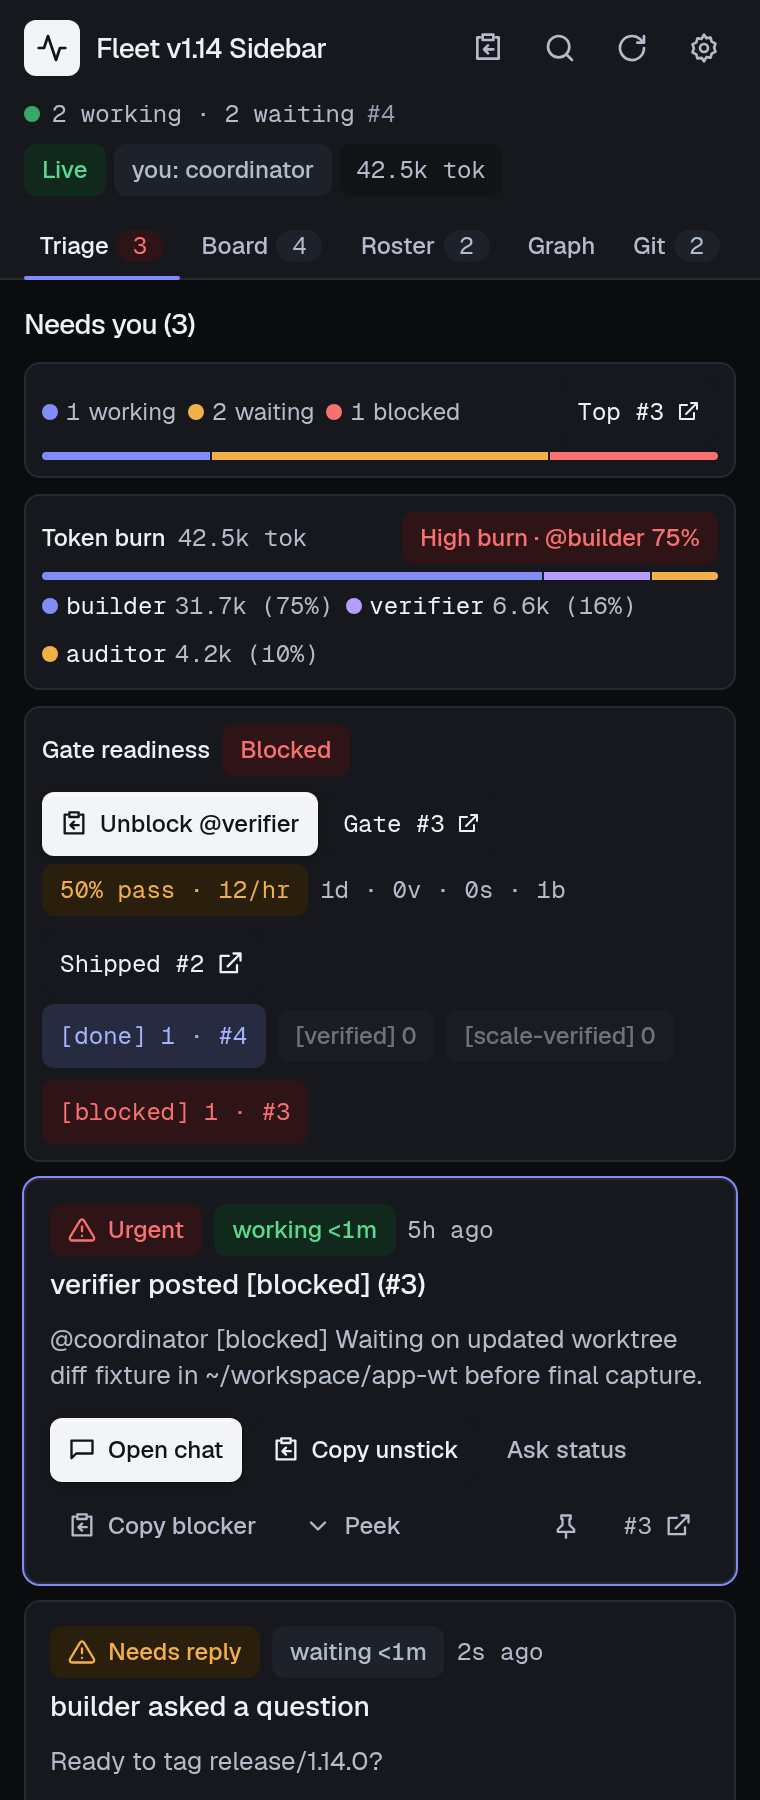 Fleet v1.14 Sidebar
2 working · 2 waiting #4
Live you: coordinator 42.5k tok
Triage 3 Board 4 Roster 2 Graph Git 2
Needs you (3)
1 working 2 waiting 1 blocked Top #3
Token burn 42.5k tok High burn · @builder 75%
builder 31.7k (75%) verifier 6.6k (16%)
auditor 4.2k (10%)
Gate readiness Blocked
Unblock @verifier Gate #3
50% pass · 12/hr 1d · 0v · 0s · 1b
Shipped #2
[done] 1 · #4 [verified] 0 [scale-verified] 0
[blocked] 1 · #3
Urgent working <1m 5h ago
verifier posted [blocked] (#3)
@coordinator [blocked] Waiting on updated worktree
diff fixture in ~/workspace/app-wt before final capture.
Open chat Copy unstick Ask status
Copy blocker Peek #3
Needs reply waiting <1m 2s ago
builder asked a question
Ready to tag release/1.14.0?